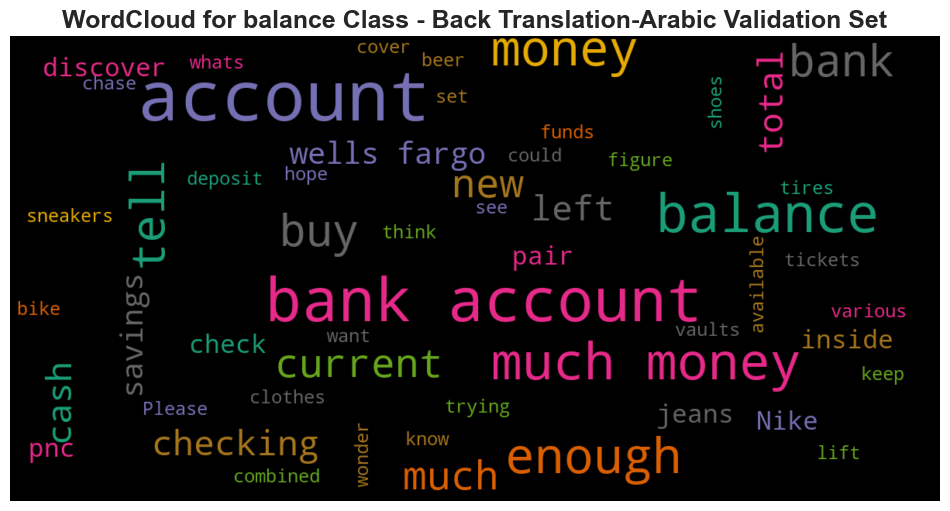 WordCloud for balance Class - Back Translation-Arabic Validation Set
cover
money
bank
beer
discover
whats
total
chase
account
set
shoes
funds
wells fargo
could
figure
deposit
hope
new
tell
tires
see
left
balance
sneakers
buy
think
pair
available
tickets
savings
bank account
bike
various
want
vaults
check
inside
current
much money
cash
keep
clothes
Please
trying
jeans
Nike
checking
wonder
know
enough
pnc
lift
combined
much